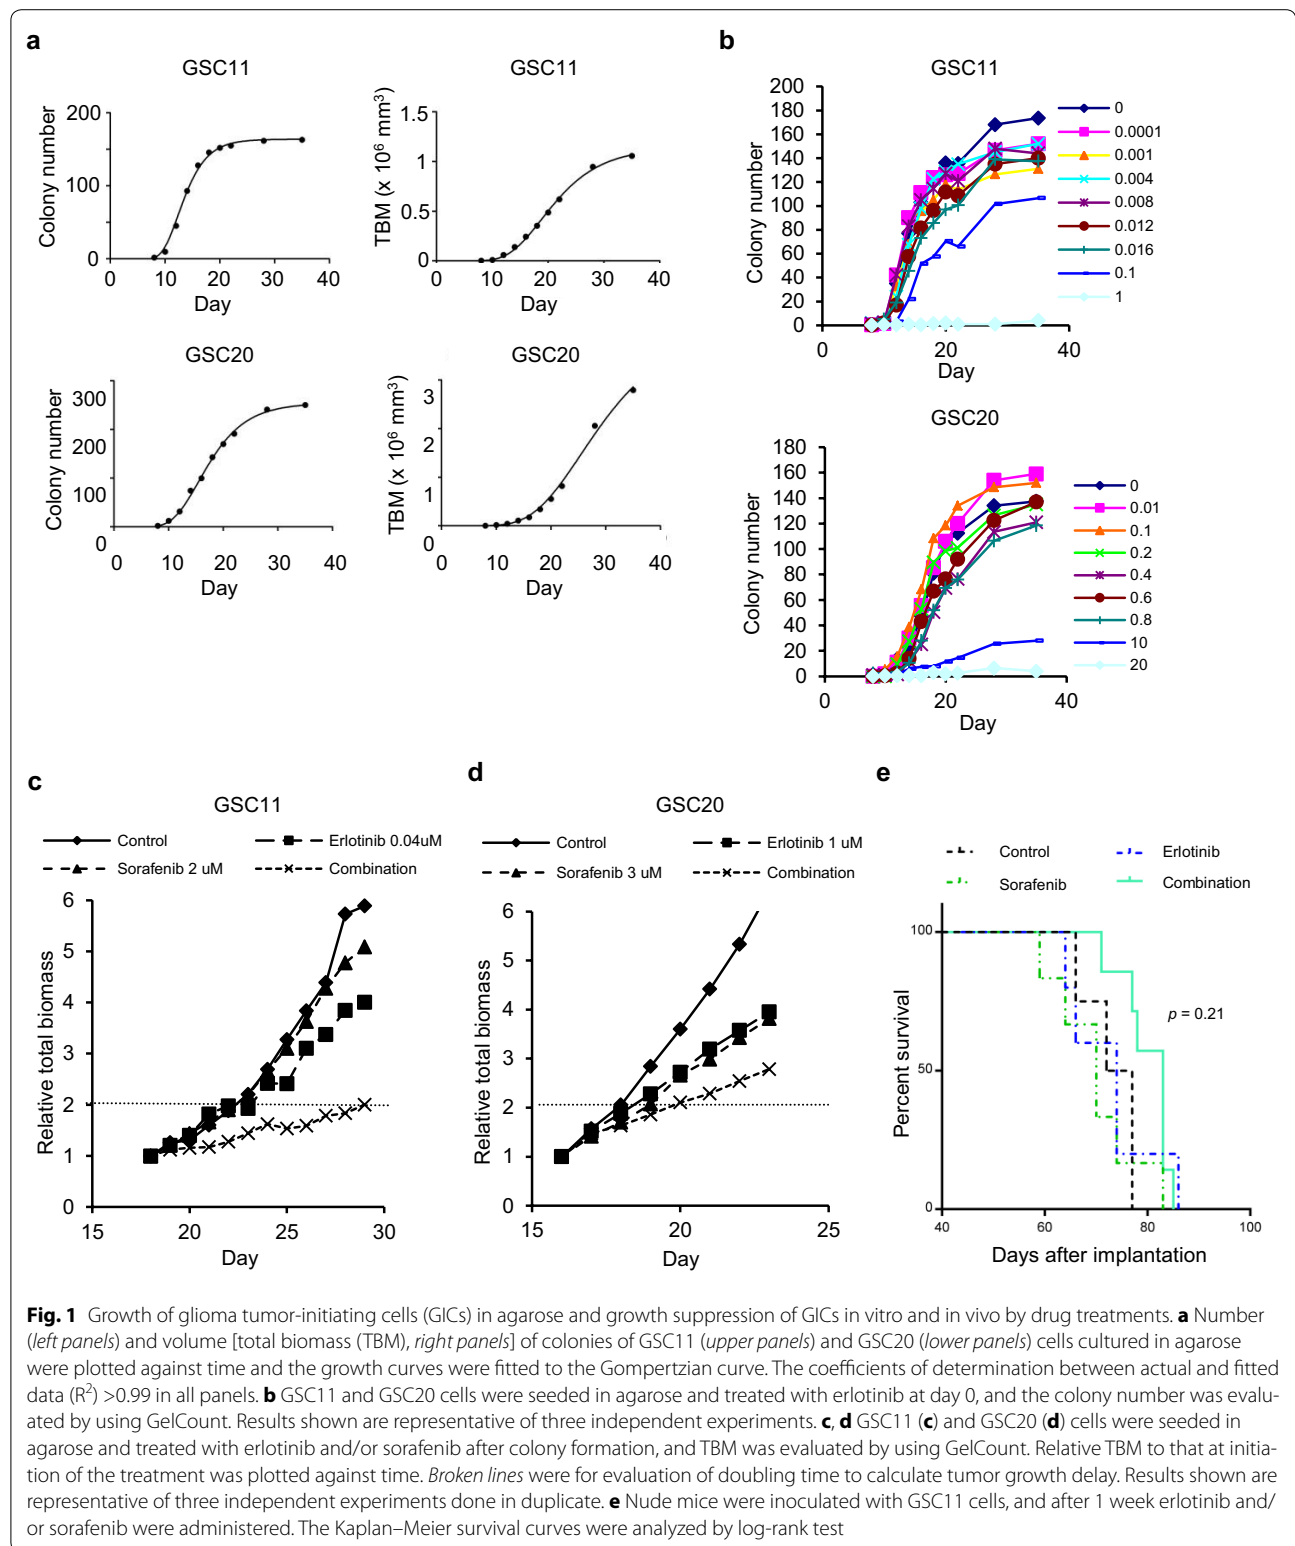 a
GSC11
Colony number
200
100
0
0
10
20
30
40
Day
GSC11
TBM (x 10⁶ mm³)
1.5
1
0.5
0
0
20
40
Day
GSC20
Colony number
300
200
100
0
0
10
20
30
40
Day
GSC20
TBM (x 10⁶ mm³)
3
2
1
0
0
10
20
30
40
Day
b
GSC11
Colony number
200
180
160
140
120
100
80
60
40
20
0
0
20
40
Day
0
0.0001
0.001
0.004
0.008
0.012
0.016
0.1
1
GSC20
Colony number
180
160
140
120
100
80
60
40
20
0
0
20
40
Day
0
0.01
0.1
0.2
0.4
0.6
0.8
10
20
c
GSC11
Control
Erlotinib 0.04uM
Sorafenib 2 uM
Combination
Relative total biomass
6
5
4
3
2
1
0
15
20
25
30
Day
d
GSC20
Control
Erlotinib 1 uM
Sorafenib 3 uM
Combination
Relative total biomass
6
5
4
3
2
1
0
15
20
25
Day
e
Control
Erlotinib
Sorafenib
Combination
Percent survival
100
50
0
p = 0.21
40
60
80
100
Days after implantation
Fig. 1 Growth of glioma tumor-initiating cells (GICs) in agarose and growth suppression of GICs in vitro and in vivo by drug treatments. a Number
(left panels) and volume [total biomass (TBM), right panels] of colonies of GSC11 (upper panels) and GSC20 (lower panels) cells cultured in agarose
were plotted against time and the growth curves were fitted to the Gompertzian curve. The coefficients of determination between actual and fitted
data (R²) >0.99 in all panels. b GSC11 and GSC20 cells were seeded in agarose and treated with erlotinib at day 0, and the colony number was evalu-
ated by using GelCount. Results shown are representative of three independent experiments. c, d GSC11 (c) and GSC20 (d) cells were seeded in
agarose and treated with erlotinib and/or sorafenib after colony formation, and TBM was evaluated by using GelCount. Relative TBM to that at initia-
tion of the treatment was plotted against time. Broken lines were for evaluation of doubling time to calculate tumor growth delay. Results shown are
representative of three independent experiments done in duplicate. e Nude mice were inoculated with GSC11 cells, and after 1 week erlotinib and/
or sorafenib were administered. The Kaplan–Meier survival curves were analyzed by log-rank test